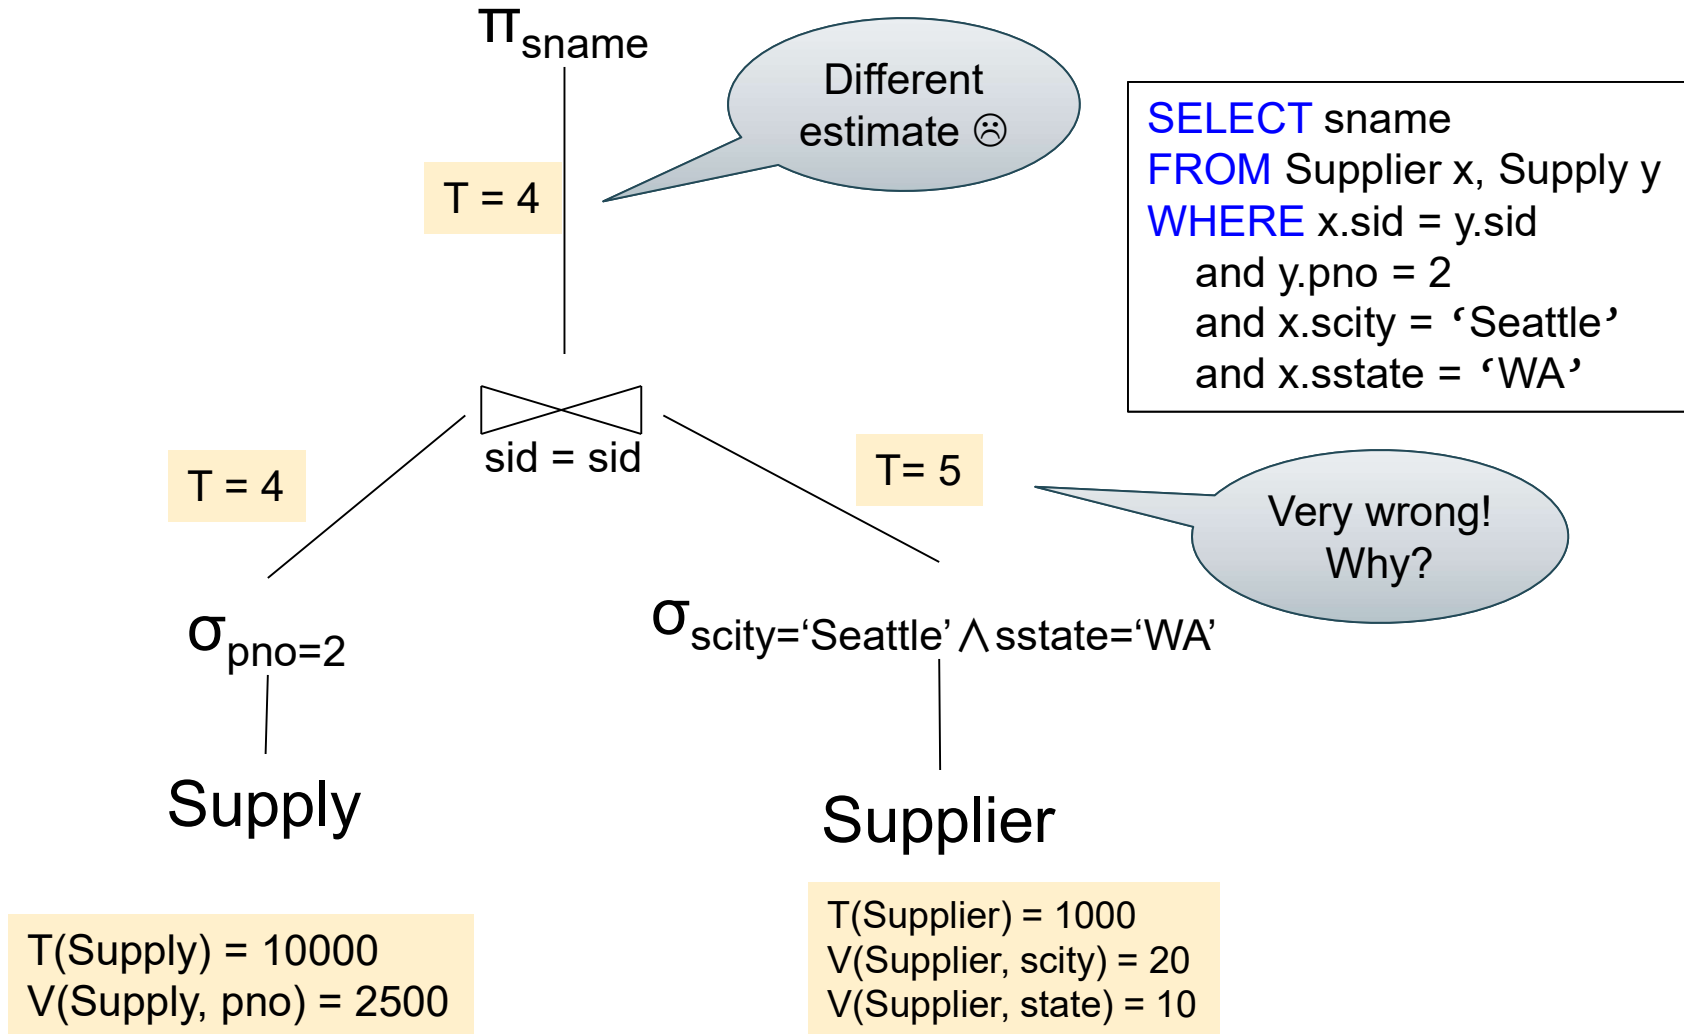 π sname
Different
estimate ☹
SELECT sname
FROM Supplier x, Supply y
WHERE x.sid = y.sid
and y.pno = 2
and x.scity = ‘Seattle’
and x.sstate = ‘WA’
T = 4
sid = sid
T = 4
T= 5
Very wrong!
Why?
σ pno=2
σ scity=‘Seattle’ ∧ sstate=‘WA’
Supply
Supplier
T(Supply) = 10000
V(Supply, pno) = 2500
T(Supplier) = 1000
V(Supplier, scity) = 20
V(Supplier, state) = 10